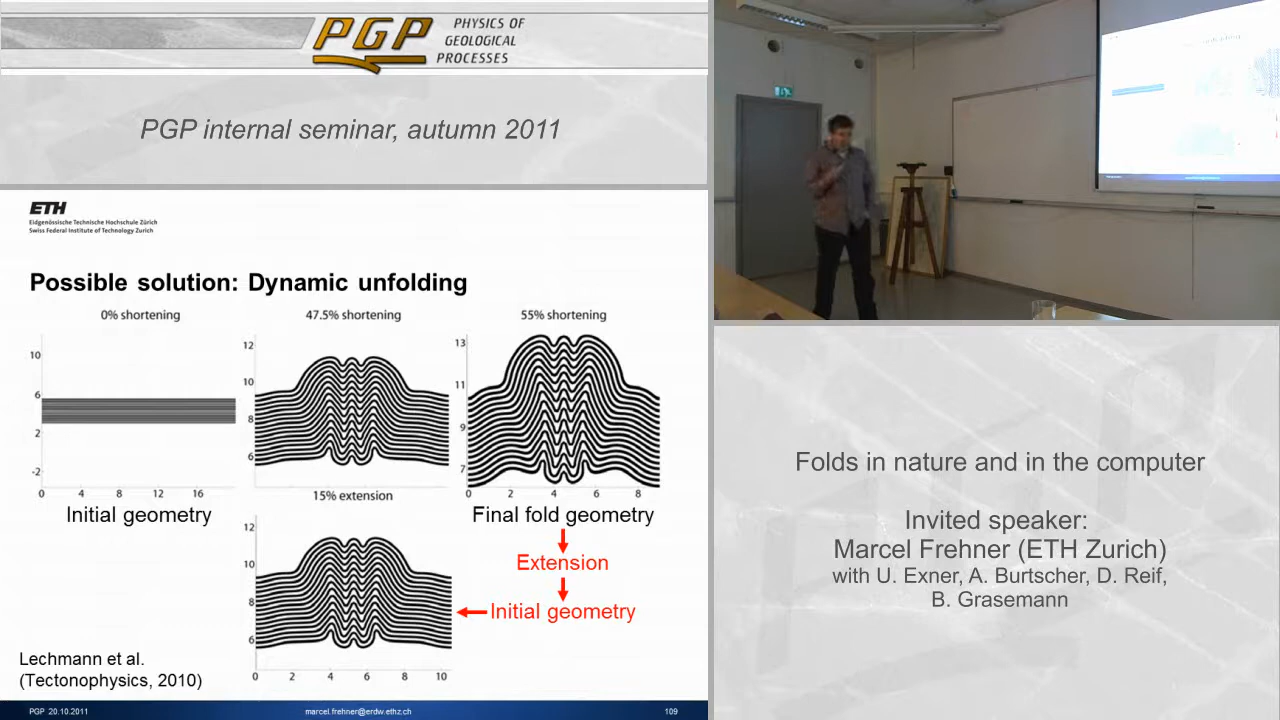 PGP
PHYSICS OF
GEOLOGICAL
PROCESSES
PGP internal seminar, autumn 2011
ETH
Eidgenössische Technische Hochschule Zürich
Swiss Federal Institute of Technology Zurich
Possible solution: Dynamic unfolding
0% shortening
47.5% shortening
55% shortening
10
6
2
-2
0 4 8 12 16
Initial geometry
12
10
8
6
15% extension
13
11
9
7
0 2 4 6 8
Final fold geometry
Extension
Initial geometry
12
10
8
6
0 2 4 6 8 10
Lechmann et al.
(Tectonophysics, 2010)
PGP 20.10.2011 marcel.frehner@erdw.ethz.ch 109
Folds in nature and in the computer
Invited speaker:
Marcel Frehner (ETH Zurich)
with U. Exner, A. Burtscher, D. Reif,
B. Grasemann